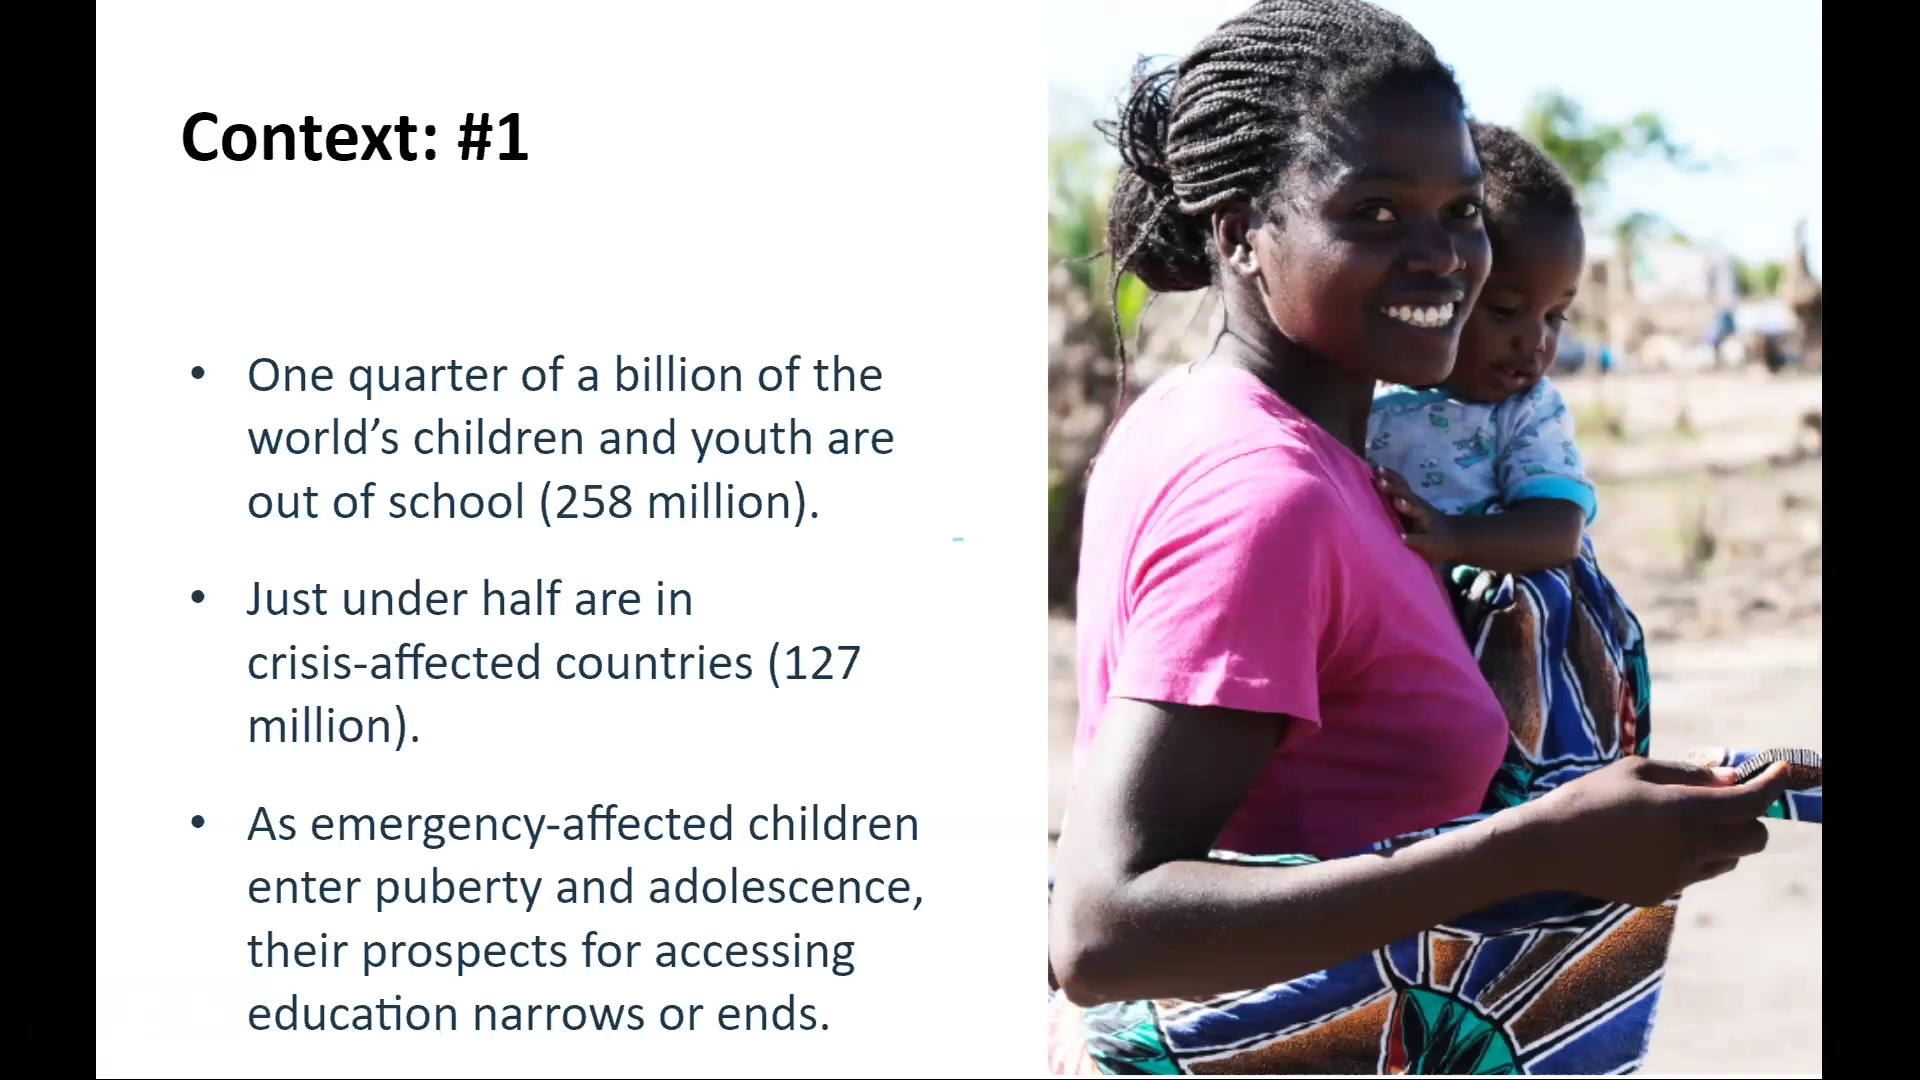 Context: #1
• One quarter of a billion of the
world’s children and youth are
out of school (258 million).
• Just under half are in
crisis-affected countries (127
million).
• As emergency-affected children
enter puberty and adolescence,
their prospects for accessing
education narrows or ends.